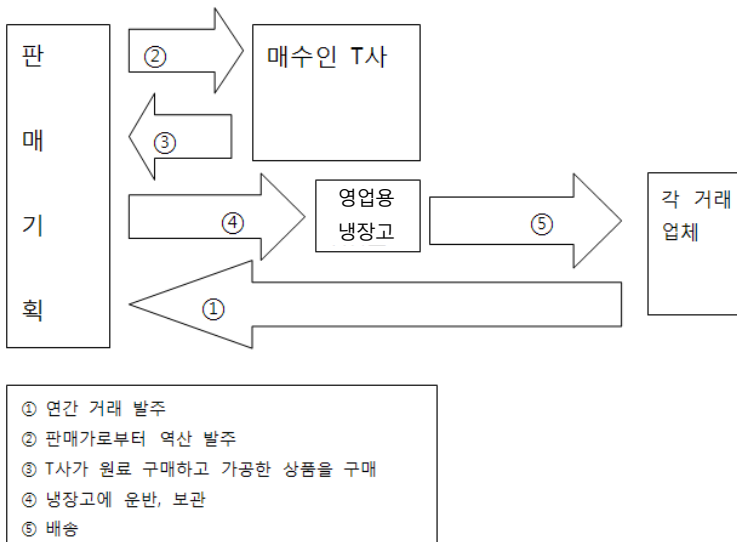 판
매
기
획
②
매수인 T사
③
④
영업용
냉장고
⑤
각 거래
업체
①
① 연간 거래 발주
② 판매가로부터 역산 발주
③ T사가 원료 구매하고 가공한 상품을 구매
④ 냉장고에 운반, 보관
⑤ 배송